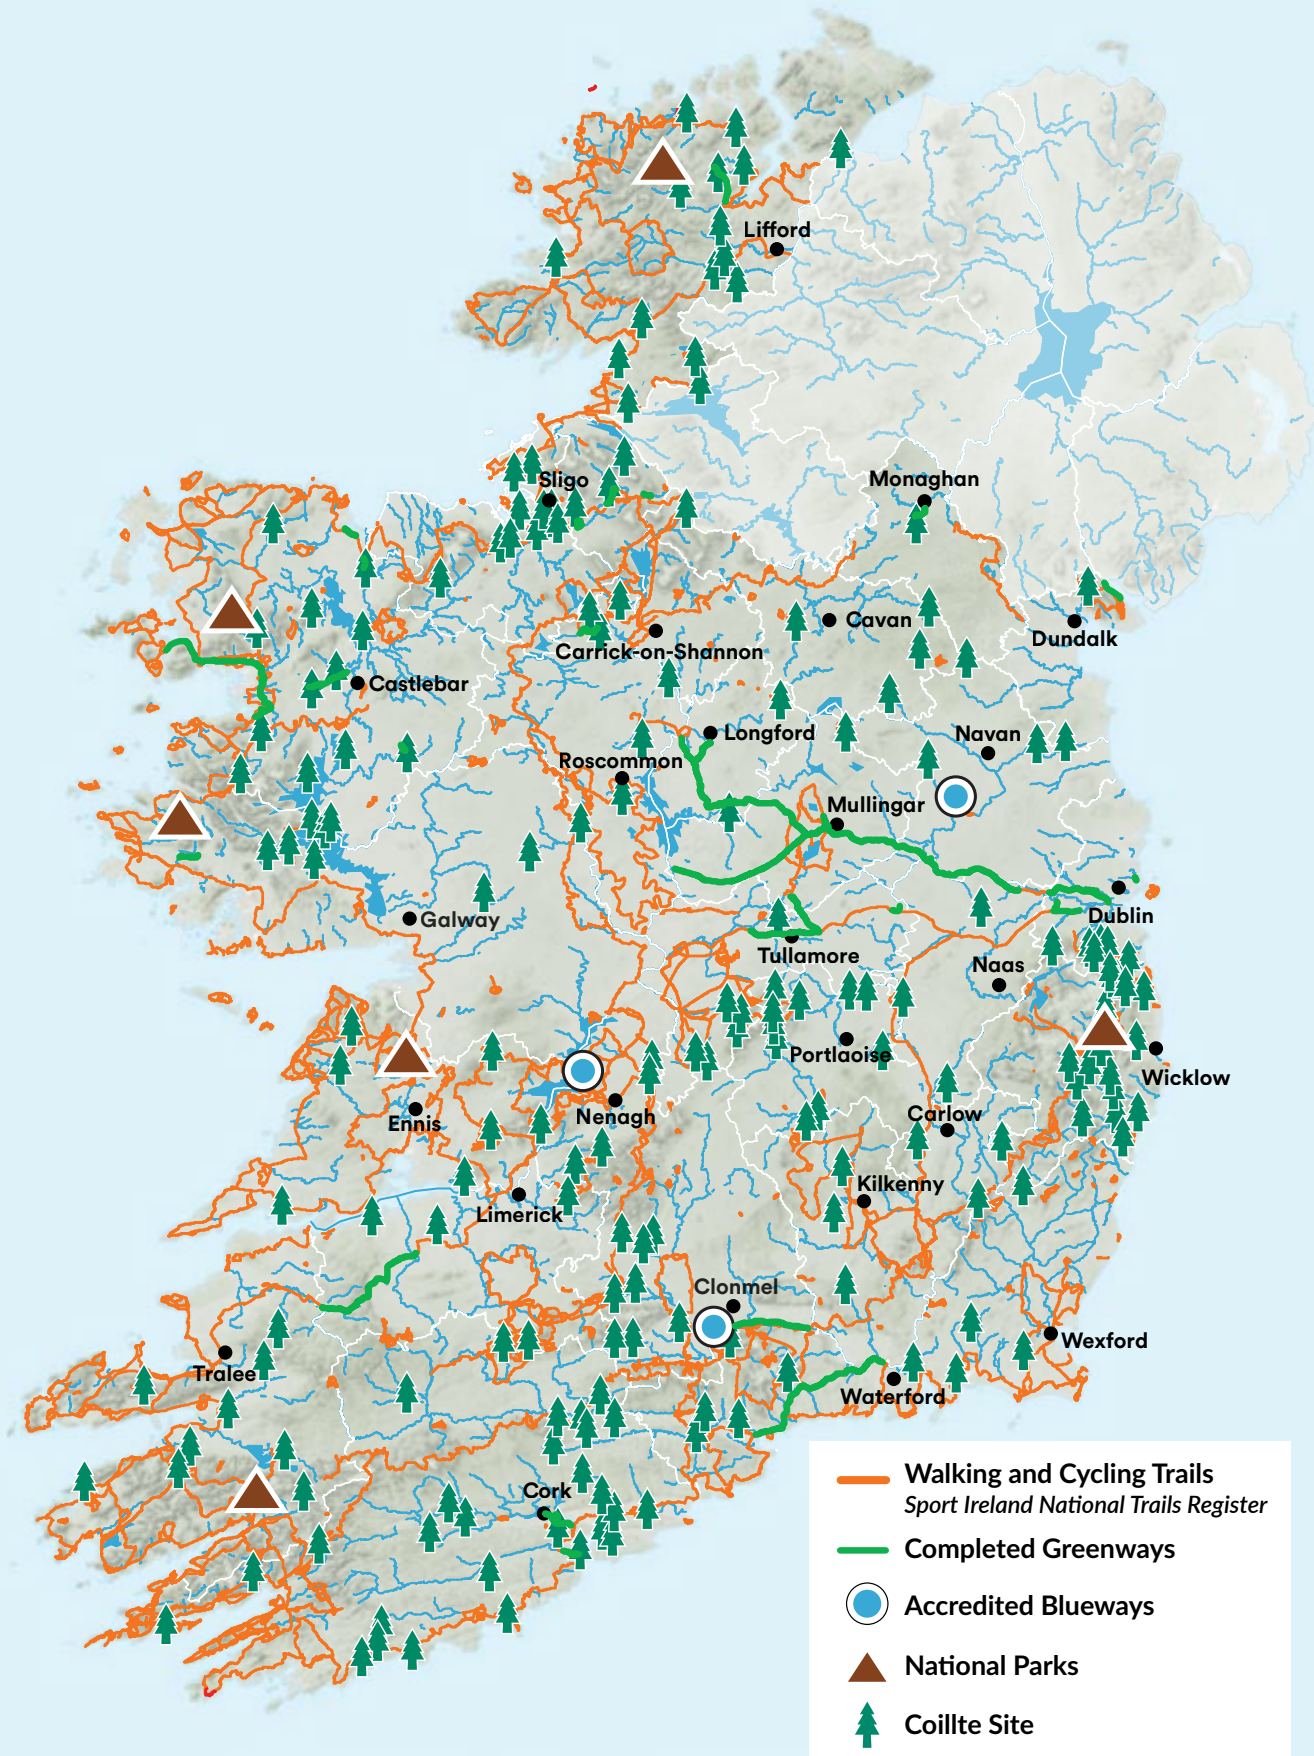 Lifford
Sligo
Monaghan
Cavan
Dundalk
Carrick-on-Shannon
Castlebar
Longford
Navan
Roscommon
Mullingar
Dublin
Galway
Tullamore
Naas
Portlaoise
Wicklow
Ennis
Nenagh
Carlow
Kilkenny
Limerick
Clonmel
Wexford
Tralee
Waterford
Cork
Walking and Cycling Trails
Sport Ireland National Trails Register
Completed Greenways
Accredited Blueways
National Parks
Coillte Site